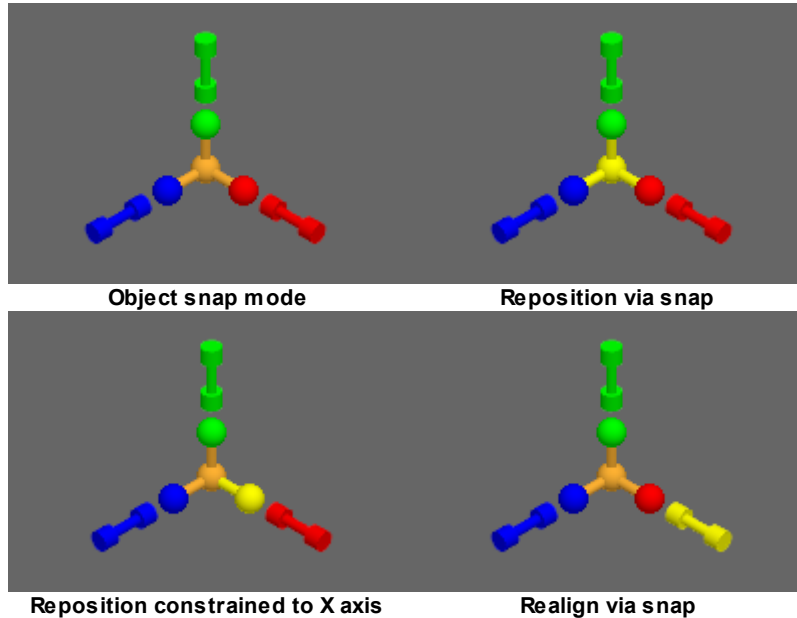 Object snap mode
Reposition via snap
Reposition constrained to X axis
Realign via snap